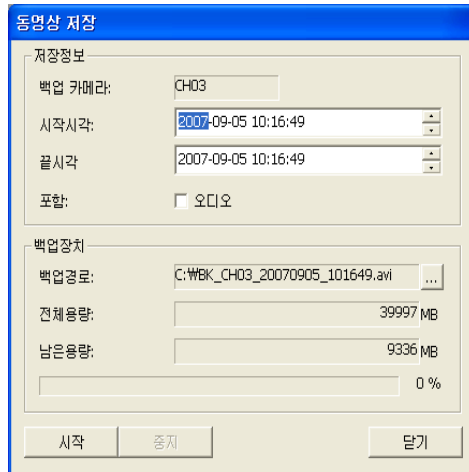 동명상 저장
저장정보
백업 카메라: CH03
시작시각: 2007-09-05 10:16:49
끝시각 2007-09-05 10:16:49
포함: 오디오
백업장치
백업경로: C:₩BK_CH03_20070905_101649.avi ...
전체용량: 39997 MB
남은용량: 9336 MB
0 %
시작 중지 닫기